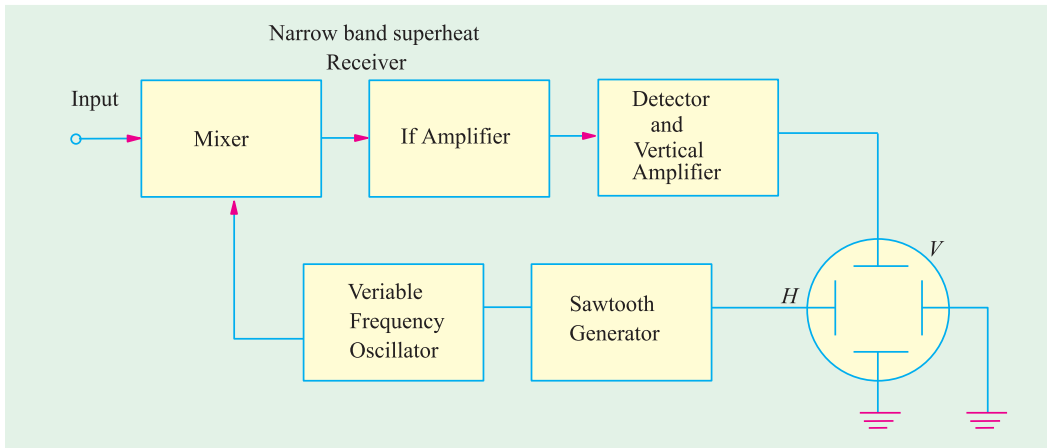 Narrow band superheat
Receiver
Input
Mixer
If Amplifier
Detector
and
Vertical
Amplifier
V
H
Veriable
Frequency
Oscillator
Sawtooth
Generator